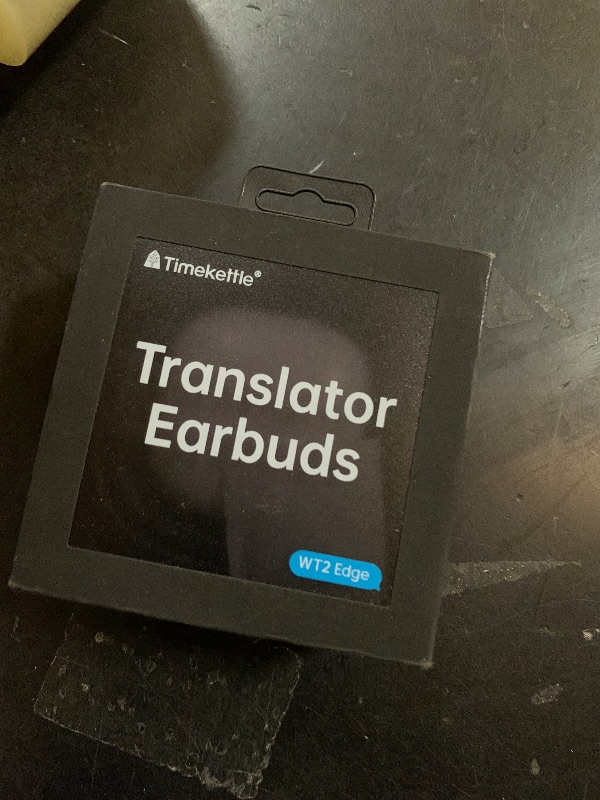 Timekettle®
Translator
Earbuds
WT2 Edge